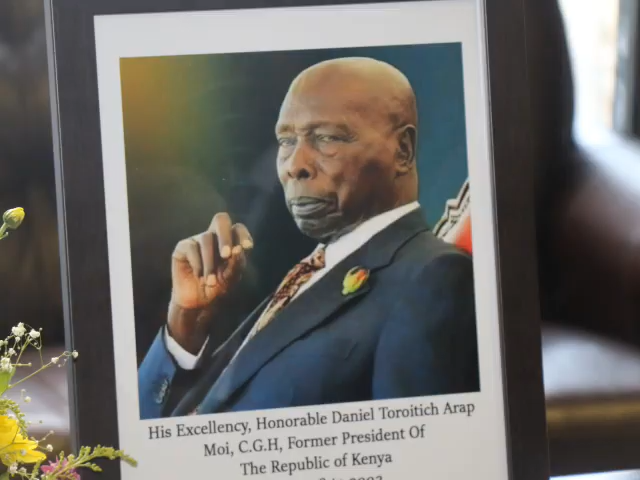 His Excellency, Honorable Daniel Toroitich Arap
Moi, C.G.H, Former President Of
The Republic of Kenya